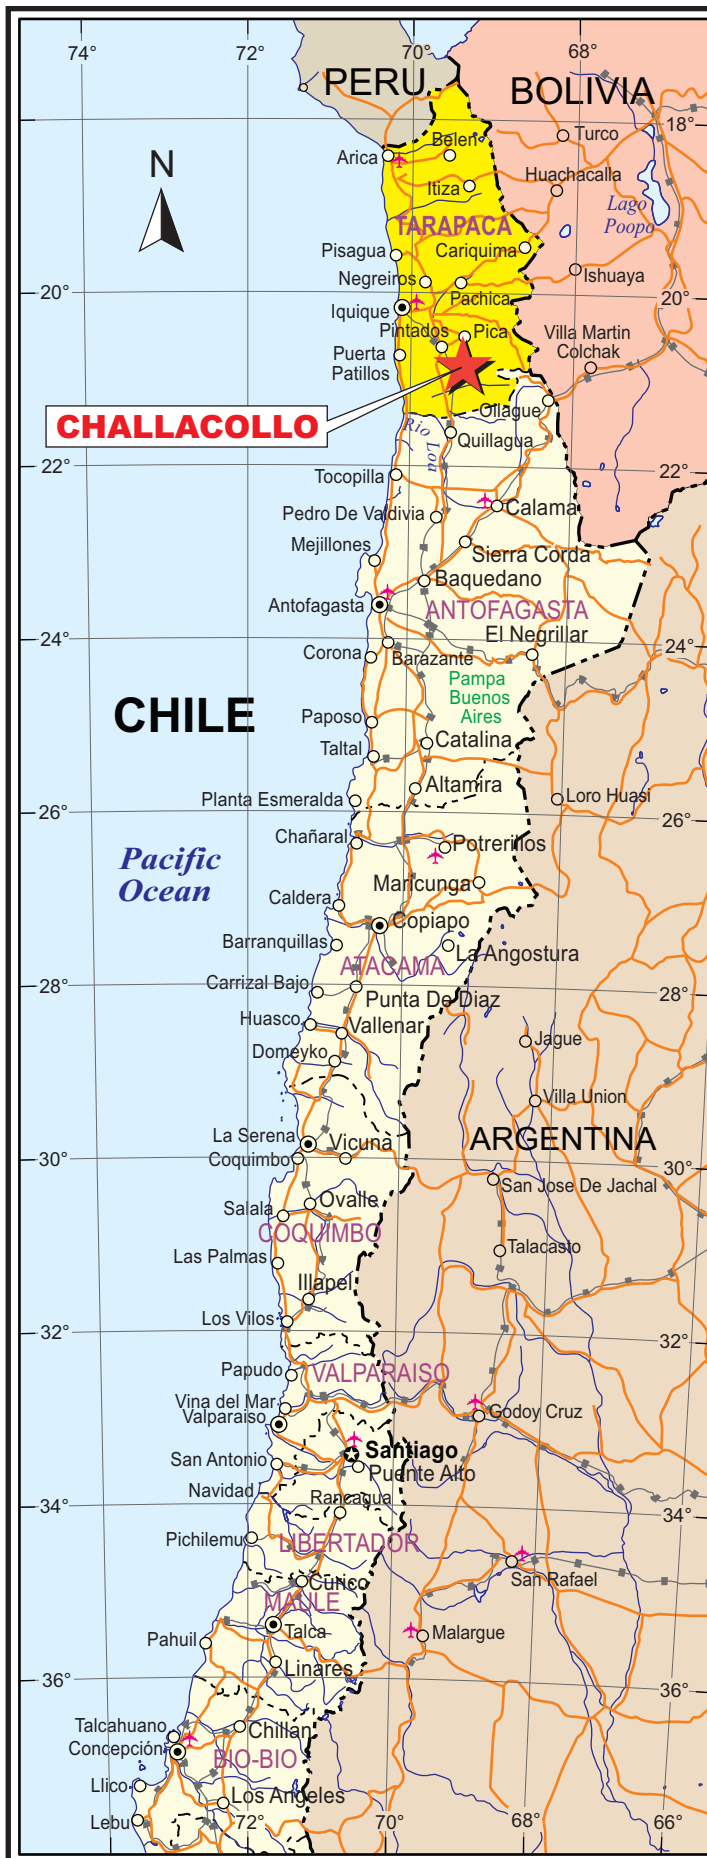 74°
70°
68°
PERU
BOLIVIA
18°
Turco
Belen
Arica
N
Itiza
Huachacalla
Lago
Poopo
TARAPACA
Pisagua
Cariquima
Negreiros
Ishuaya
20°
20°
Pachica
Iquique
Pintados
Pica
Villa Martin
Colchak
Puerta
Patillos
Ollague
CHALLACOLLO
Rio Loa
Quillagua
22°
22°
Tocopilla
Calama
Pedro De Valdivia
Mejillones
Sierra Corda
Baquedano
Antofagasta
ANTOFAGASTA
El Negrillar
24°
24°
Corona
Barazante
Pampa
Buenos
Aires
CHILE
Paposo
Taltal
Catalina
Altamira
Planta Esmeralda
Loro Huasi
26°
26°
Chañaral
Potrerillos
Pacific
Ocean
Maricunga
Caldera
Copiapo
Barranquillas
La Angostura
ATACAMA
28°
28°
Carrizal Bajo
Punta De Diaz
Huasco
Vallenar
Jague
Domeyko
Villa Union
La Serena
Vicuna
ARGENTINA
Coquimbo
30°
30°
San Jose De Jachal
Ovalle
Salala
COQUIMBO
Talacasto
Las Palmas
Illapel
Los Vilos
32°
32°
Papudo
VALPARAISO
Vina del Mar
Valparaiso
Godoy Cruz
Santiago
San Antonio
Puente Alto
Navidad
Rancagua
34°
34°
Pichilemu
LIBERTADOR
Curico
San Rafael
MAULE
Talca
Pahuil
Malargue
Linares
36°
36°
Talcahuano
Chillan
Concepción
BIO-BIO
Llico
Los Angeles
Lebu
72°
70°
68°
66°